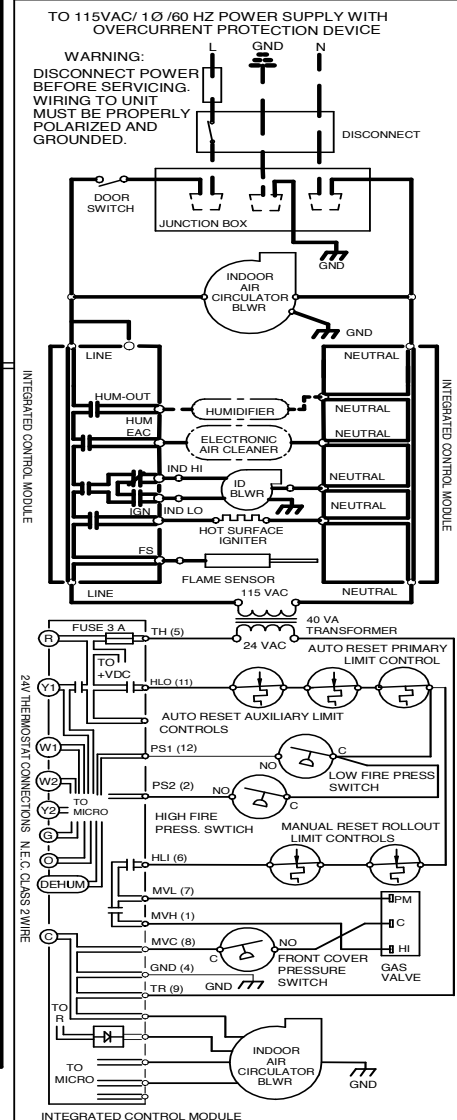 TO 115VAC/ 1Ø /60 HZ POWER SUPPLY WITH
OVERCURRENT PROTECTION DEVICE
L
GND
N
WARNING:
DISCONNECT POWER
BEFORE SERVICING.
WIRING TO UNIT
MUST BE PROPERLY
POLARIZED AND
GROUNDED.
DISCONNECT
DOOR
SWITCH
JUNCTION BOX
GND
INDOOR
AIR
CIRCULATOR
BLWR
GND
INTEGRATED CONTROL MODULE
LINE
NEUTRAL
INTEGRATED CONTROL MODULE
HUM-OUT
HUMIDIFIER
NEUTRAL
HUM
EAC
ELECTRONIC
AIR CLEANER
NEUTRAL
IND HI
ID
BLWR
NEUTRAL
IGN
IND LO
HOT SURFACE
IGNITER
NEUTRAL
FS
FLAME SENSOR
LINE
115 VAC
NEUTRAL
40 VA
TRANSFORMER
24 VAC
R
FUSE 3 A
TH (5)
TO
+VDC
AUTO RESET PRIMARY
LIMIT CONTROL
24V THERMOSTAT CONNECTIONS N.E.C. CLASS 2 WIRE
Y1
HLO (11)
AUTO RESET AUXILIARY LIMIT
CONTROLS
W1
PS1 (12)
NO
C
LOW FIRE PRESS
SWITCH
W2
PS2 (2)
NO
C
HIGH FIRE
PRESS. SWTICH
Y2
TO
MICRO
G
O
MANUAL RESET ROLLOUT
LIMIT CONTROLS
HLI (6)
DEHUM
MVL (7)
PM
MVH (1)
C
C
MVC (8)
C
NO
HI
FRONT COVER
PRESSURE
SWITCH
GAS
VALVE
GND (4)
GND
TR (9)
TO
R
TO
MICRO
INDOOR
AIR
CIRCULATOR
BLWR
GND
INTEGRATED CONTROL MODULE